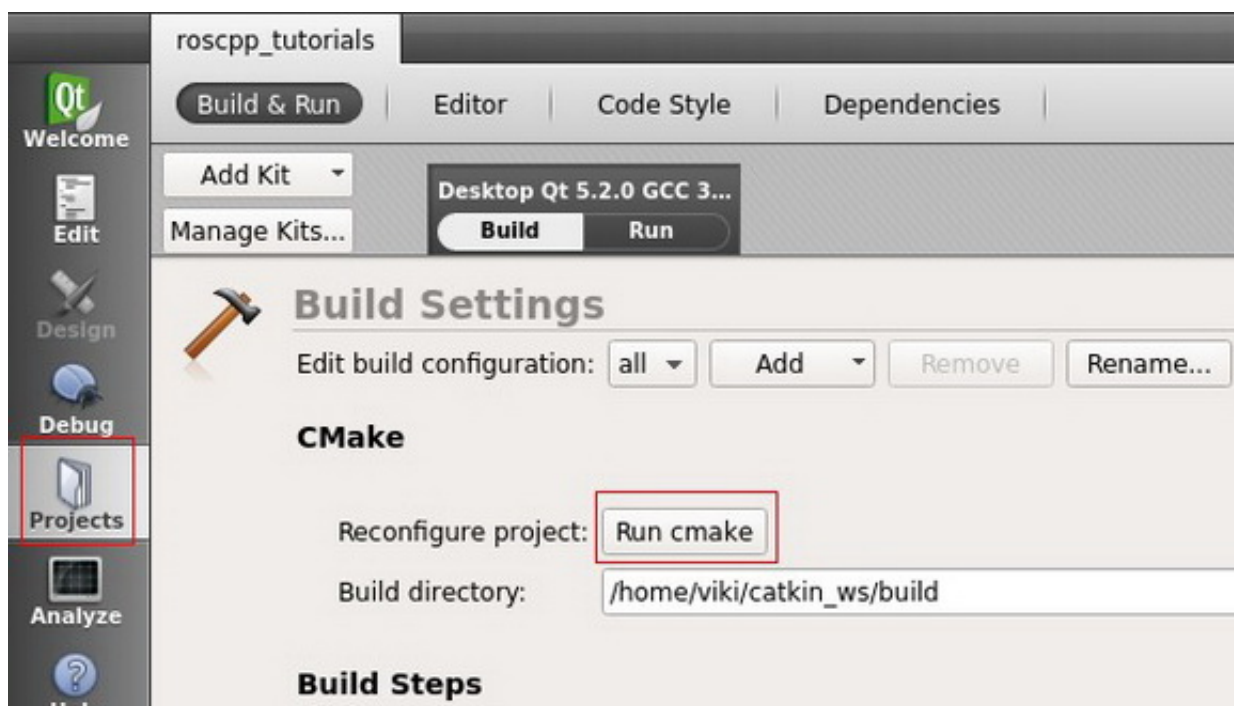 roscpp_tutorials
Qt
Welcome
Build & Run
Editor
Code Style
Dependencies
Edit
Add Kit
Manage Kits...
Desktop Qt 5.2.0 GCC 3...
Build
Run
Design
Build Settings
Edit build configuration:
all
Add
Remove
Rename...
Debug
CMake
Projects
Reconfigure project:
Run cmake
Build directory:
/home/viki/catkin_ws/build
Analyze
Build Steps